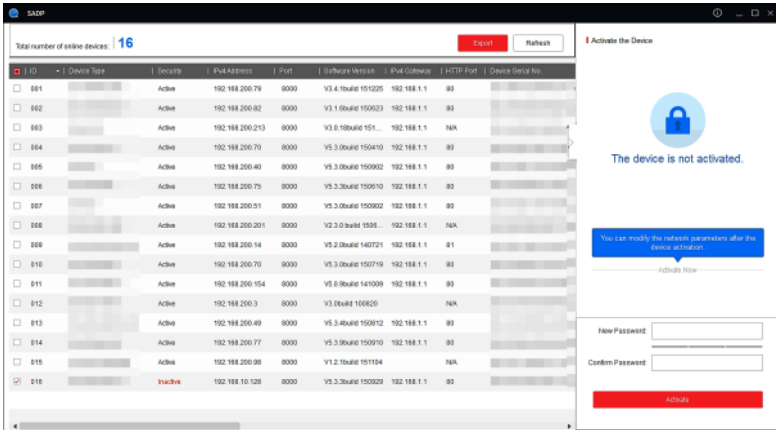 SADP
Total number of online devices: 16
Export Refresh
ID Device Type Security IPv4 Address Port Software Version IPv4 Gateway HTTP Port Device Serial No.
001 Active 192.168.200.79 8000 V3.4.1build 151225 192.168.1.1 80
002 Active 192.168.200.82 8000 V3.1.6build 150623 192.168.1.1 80
003 Active 192.168.200.213 8000 V3.0.18build 151... 192.168.1.1 N/A
004 Active 192.168.200.70 8000 V5.3.0build 150410 192.168.1.1 80
005 Active 192.168.200.40 8000 V5.3.0build 150902 192.168.1.1 80
006 Active 192.168.200.75 8000 V5.3.3build 150610 192.168.1.1 80
007 Active 192.168.200.51 8000 V5.3.0build 150902 192.168.1.1 80
008 Active 192.168.200.201 8000 V2.3.0 build 1506... 192.168.1.1 N/A
009 Active 192.168.200.14 8000 V5.2.0build 140721 192.168.1.1 81
010 Active 192.168.200.70 8000 V5.3.0build 150719 192.168.1.1 80
011 Active 192.168.200.154 8000 V5.0.9build 141009 192.168.1.1 80
012 Active 192.168.200.3 8000 V3.0build 100820 N/A
013 Active 192.168.200.49 8000 V5.3.4build 150812 192.168.1.1 80
014 Active 192.168.200.77 8000 V5.3.9build 150910 192.168.1.1 80
015 Active 192.168.200.98 8000 V1.2.1build 151104 N/A
016 Inactive 192.168.10.128 8000 V5.3.3build 150929 192.168.1.1 80
Activate the Device
The device is not activated.
You can modify the network parameters after the
device activation.
Activate Now
New Password:
Confirm Password:
Activate